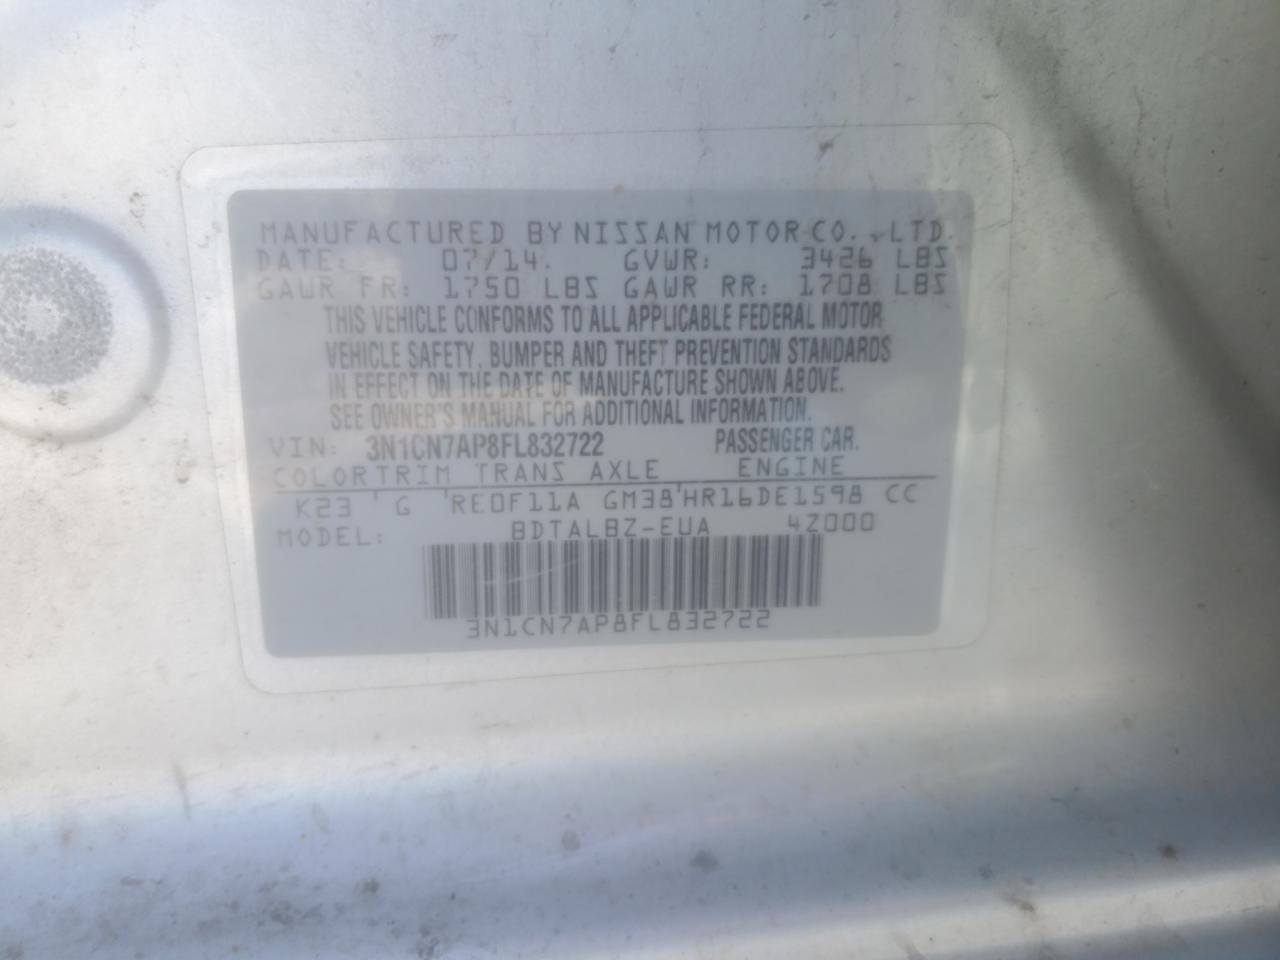 MANUFACTURED BY NISSAN MOTOR CO., LTD.
DATE: 07/14. GVWR: 3426 LBS
GAWR FR: 1750 LBS GAWR RR: 1708 LBS
THIS VEHICLE CONFORMS TO ALL APPLICABLE FEDERAL MOTOR
VEHICLE SAFETY, BUMPER AND THEFT PREVENTION STANDARDS
IN EFFECT ON THE DATE OF MANUFACTURE SHOWN ABOVE.
SEE OWNER'S MANUAL FOR ADDITIONAL INFORMATION.
VIN: 3N1CN7AP8FL832722 PASSENGER CAR.
COLOR TRIM TRANS AXLE ENGINE
K23 G RE0F11A GM38 HR16DE1598 CC
MODEL: BDTALBZ-EUA 4Z000
3N1CN7AP8FL832722